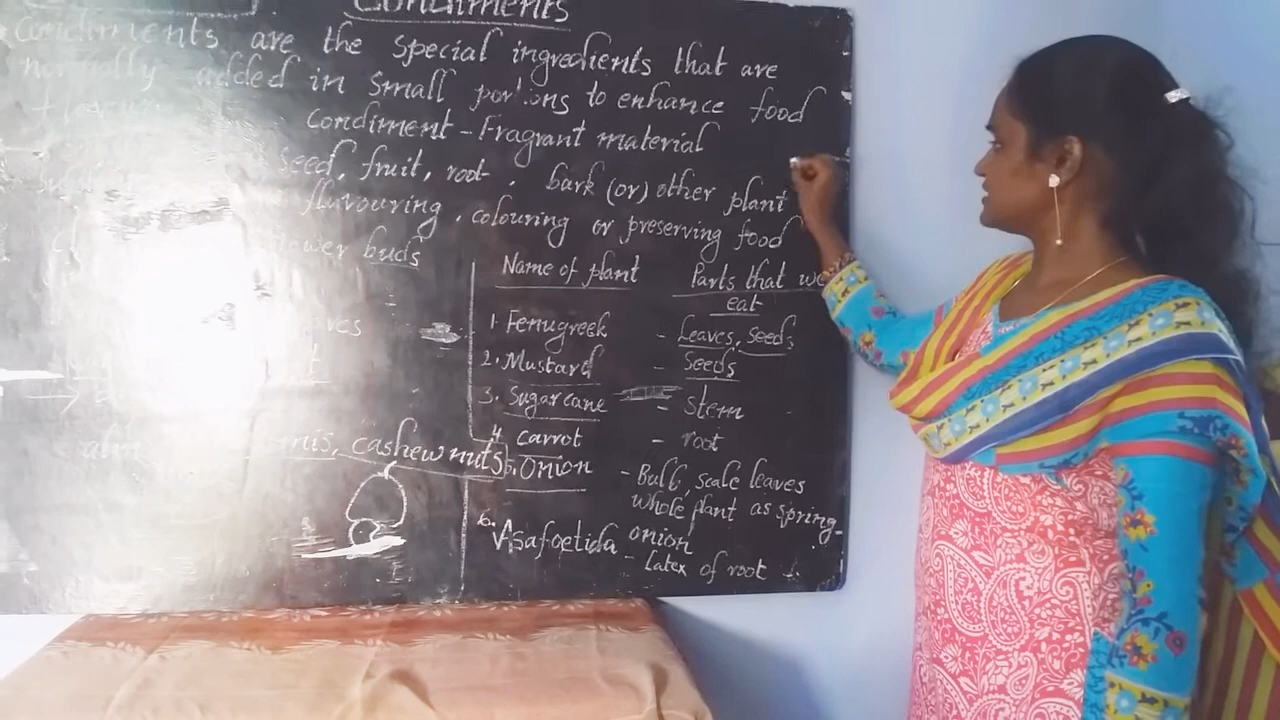 Condiments
Condiments are the special ingredients that are
normally added in small portions to enhance food
Condiment - Fragrant material
Seed, fruit, root, bark (or) other plant
flavouring, colouring or preserving food
buds
Name of plant Parts that we
eat
1. Fenugreek - Leaves, Seeds
2. Mustard - Seeds
3. Sugarcane - Stem
4. carrot - root
cashewnuts
5. Onion - Bulb, scale leaves
whole plant as spring-
onion
6. Asafoetida - Latex of root